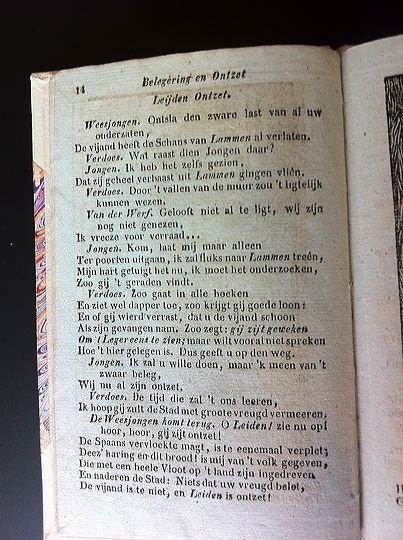 14
Belegering en Ontzet
Leijden Ontzet.
Weesjongen. Ontsla den zware last van al uw
onderzaten,
De vijand heeft de Schans van Lammen al verlaten.
Verdoes. Wat raast dien Jongen daar?
Jongen. Ik heb het zelfs gezien,
Dat zij geheel verbaast uit Lammen gingen vliên.
Verdoes. Door 't vallen van de muur zou 't ligtelijk
kunnen wezen.
Van der Werf. Gelooft niet al te ligt, wij zijn
nog niet genezen,
Ik vreeze voor verraad...
Jongen. Kom, laat mij maar alleen
Ter poorten uitgaan, ik zal fluks naar Lammen treên,
Mijn hart getuigt het nu, ik moet het onderzoeken,
Zoo gij 't geraden vindt.
Verdoes. Zoo gaat in alle hoeken
En ziet wel dapper toe, zoo krijgt gij goede loon:
En of gij wierd verrast, dat u de vijand schoon
Als zijn gevangen nam. Zoo zegt: gij zijt geweken
Om 't Leger eens te zien; maar wilt vooral niet spreken
Hoe 't hier gelegen is. Dus geeft u op den weg.
Jongen. Ik zal u wille doen, maar 'k meen van 't
zwaar beleg,
Wij nu al zijn ontzet.
Verdoes. De tijd die zal 't ons leeren,
Ik hoop gij zult de Stad met groote vreugd vermeeren.
De Weesjongen komt terug. O Leiden! zie nu op!
hoor, hoor, gij zijt ontzet!
De Spaans vervloekte magt, is te eenemaal verplet;
Deez' haring en dit brood! is mij van 't volk gegeven,
Die met een heele Vloot op 't land zijn ingedreven
En naderen de Stad: Niets dat uw vreugd belet,
De vijand is te niet, en Leiden is ontzet!